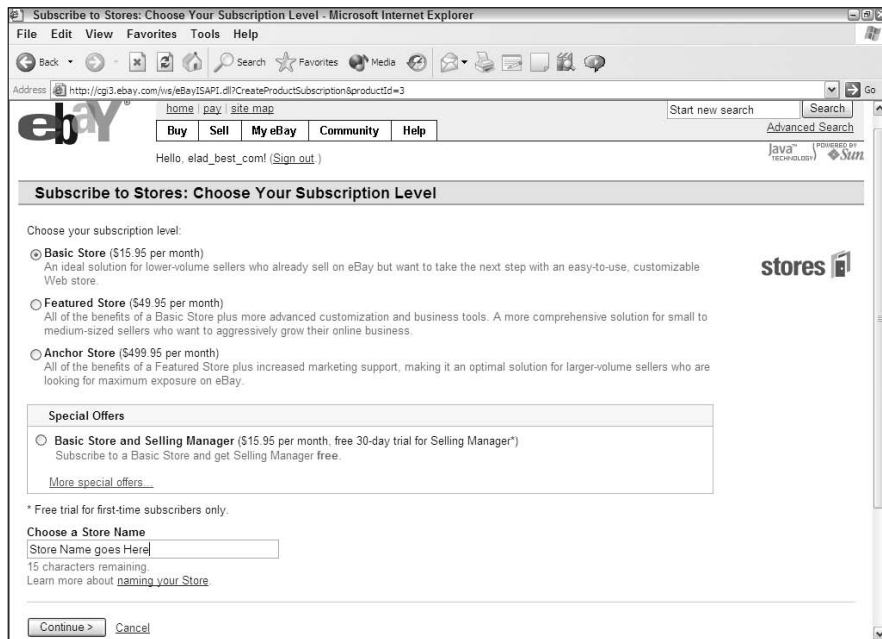 Subscribe to Stores: Choose Your Subscription Level - Microsoft Internet Explorer
File Edit View Favorites Tools Help
Back Search Favorites Media
Address http://cgi3.ebay.com/ws/eBayISAPI.dll?CreateProductSubscription&productId=3 Go
ebaY®
home | pay | site map
Start new search Search
Buy Sell My eBay Community Help
Advanced Search
Hello, elad_best_com! (Sign out.)
Java™ TECHNOLOGY POWERED BY Sun
Subscribe to Stores: Choose Your Subscription Level
Choose your subscription level:
Basic Store ($15.95 per month)
An ideal solution for lower-volume sellers who already sell on eBay but want to take the next step with an easy-to-use, customizable
Web store.
stores
Featured Store ($49.95 per month)
All of the benefits of a Basic Store plus more advanced customization and business tools. A more comprehensive solution for small to
medium-sized sellers who want to aggressively grow their online business.
Anchor Store ($499.95 per month)
All of the benefits of a Featured Store plus increased marketing support, making it an optimal solution for larger-volume sellers who are
looking for maximum exposure on eBay.
Special Offers
Basic Store and Selling Manager ($15.95 per month, free 30-day trial for Selling Manager*)
Subscribe to a Basic Store and get Selling Manager free.
More special offers...
* Free trial for first-time subscribers only.
Choose a Store Name
Store Name goes Here
15 characters remaining.
Learn more about naming your Store.
Continue > Cancel